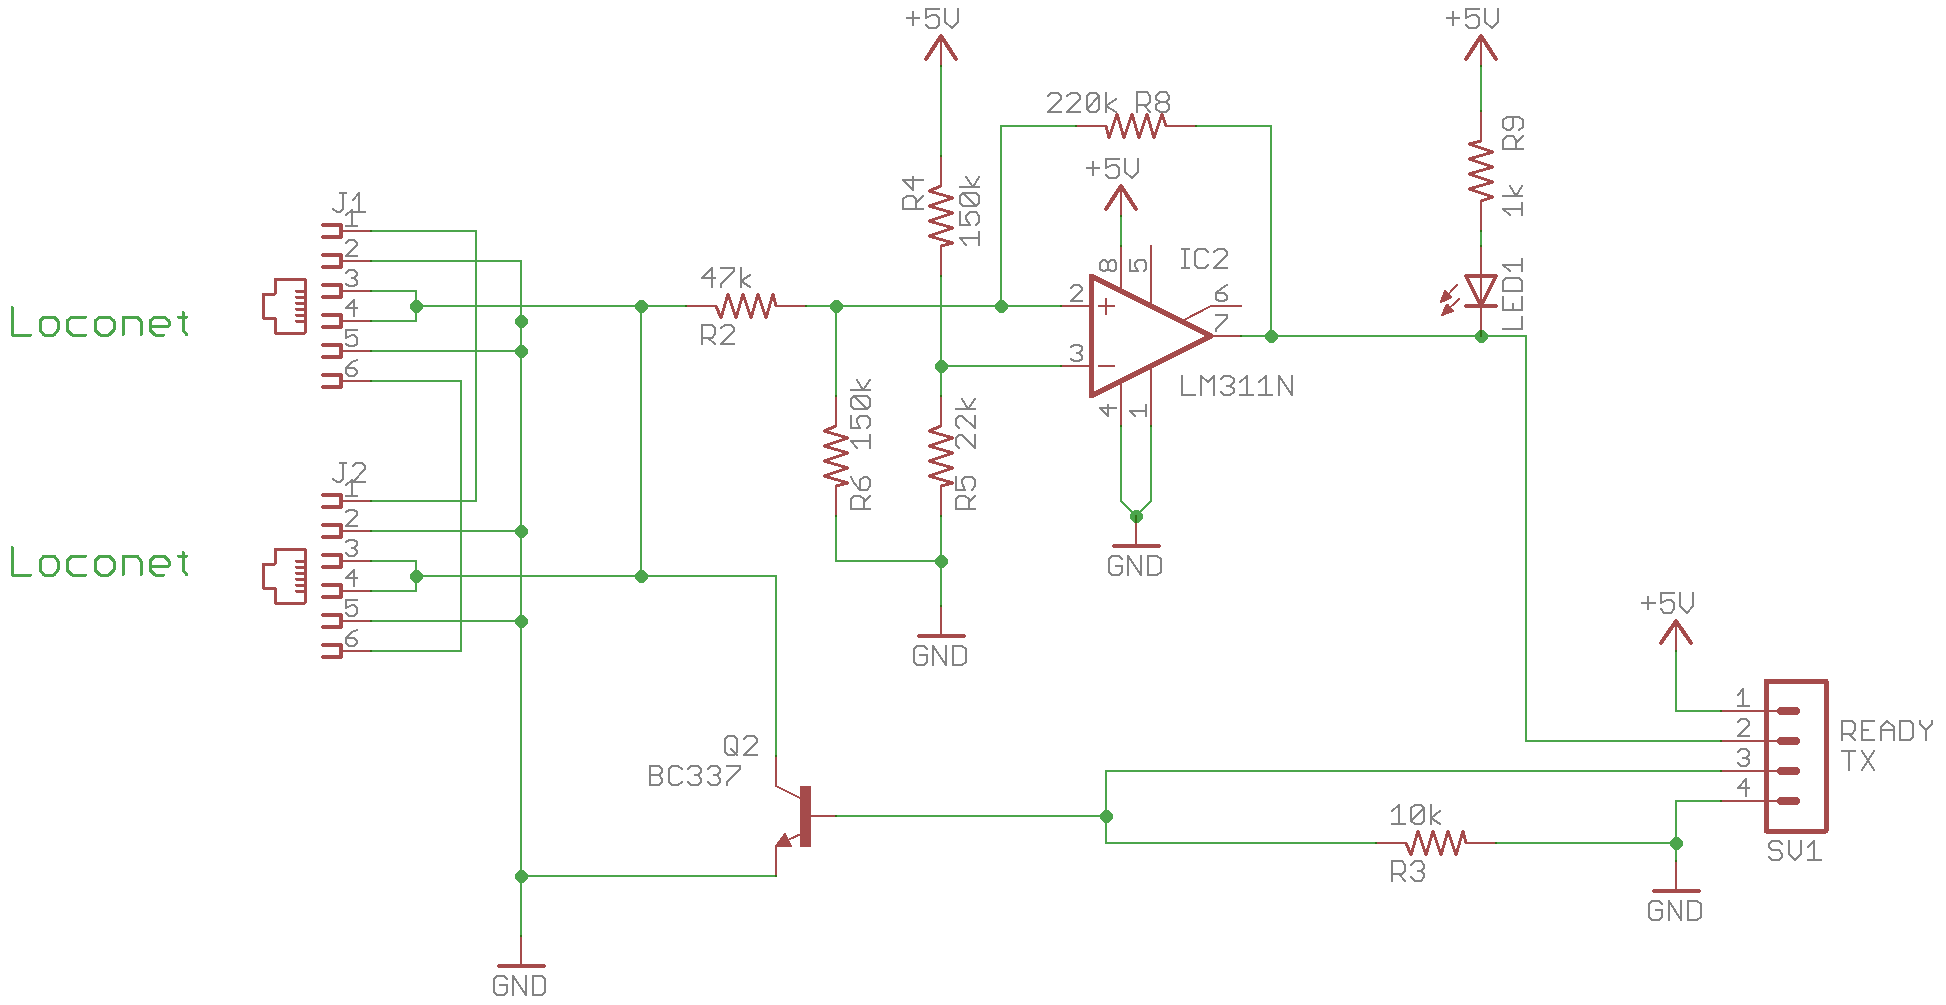 +5V
+5V
220k R8
+5V
R4
150k
R9
1k
J1
1
2
3
4
5
6
Loconet
47k
R2
8
5
IC2
2
+
6
7
3
-
LM311N
4
1
LED1
R6
150k
R5
22k
GND
GND
J2
1
2
3
4
5
6
Loconet
+5V
Q2
BC337
1
2
3
4
READY
TX
10k
R3
SV1
GND
GND